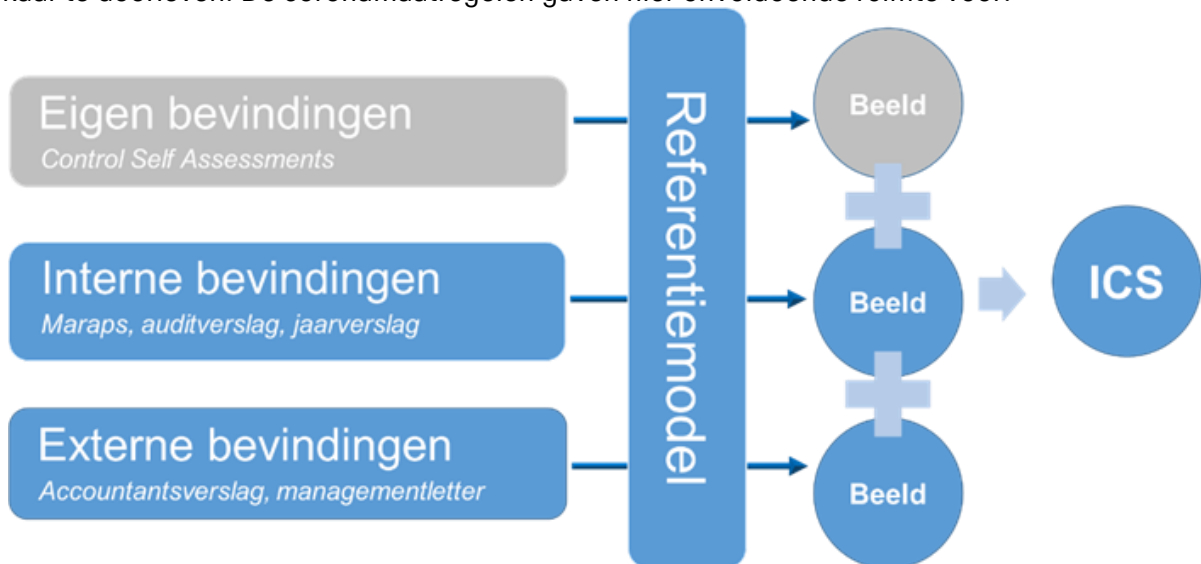 Eigen bevindingen
Control Self Assessments
Interne bevindingen
Maraps, auditverslag, jaarverslag
Externe bevindingen
Accountantsverslag, managementletter
Referentiemodel
Beeld
Beeld
Beeld
ICS